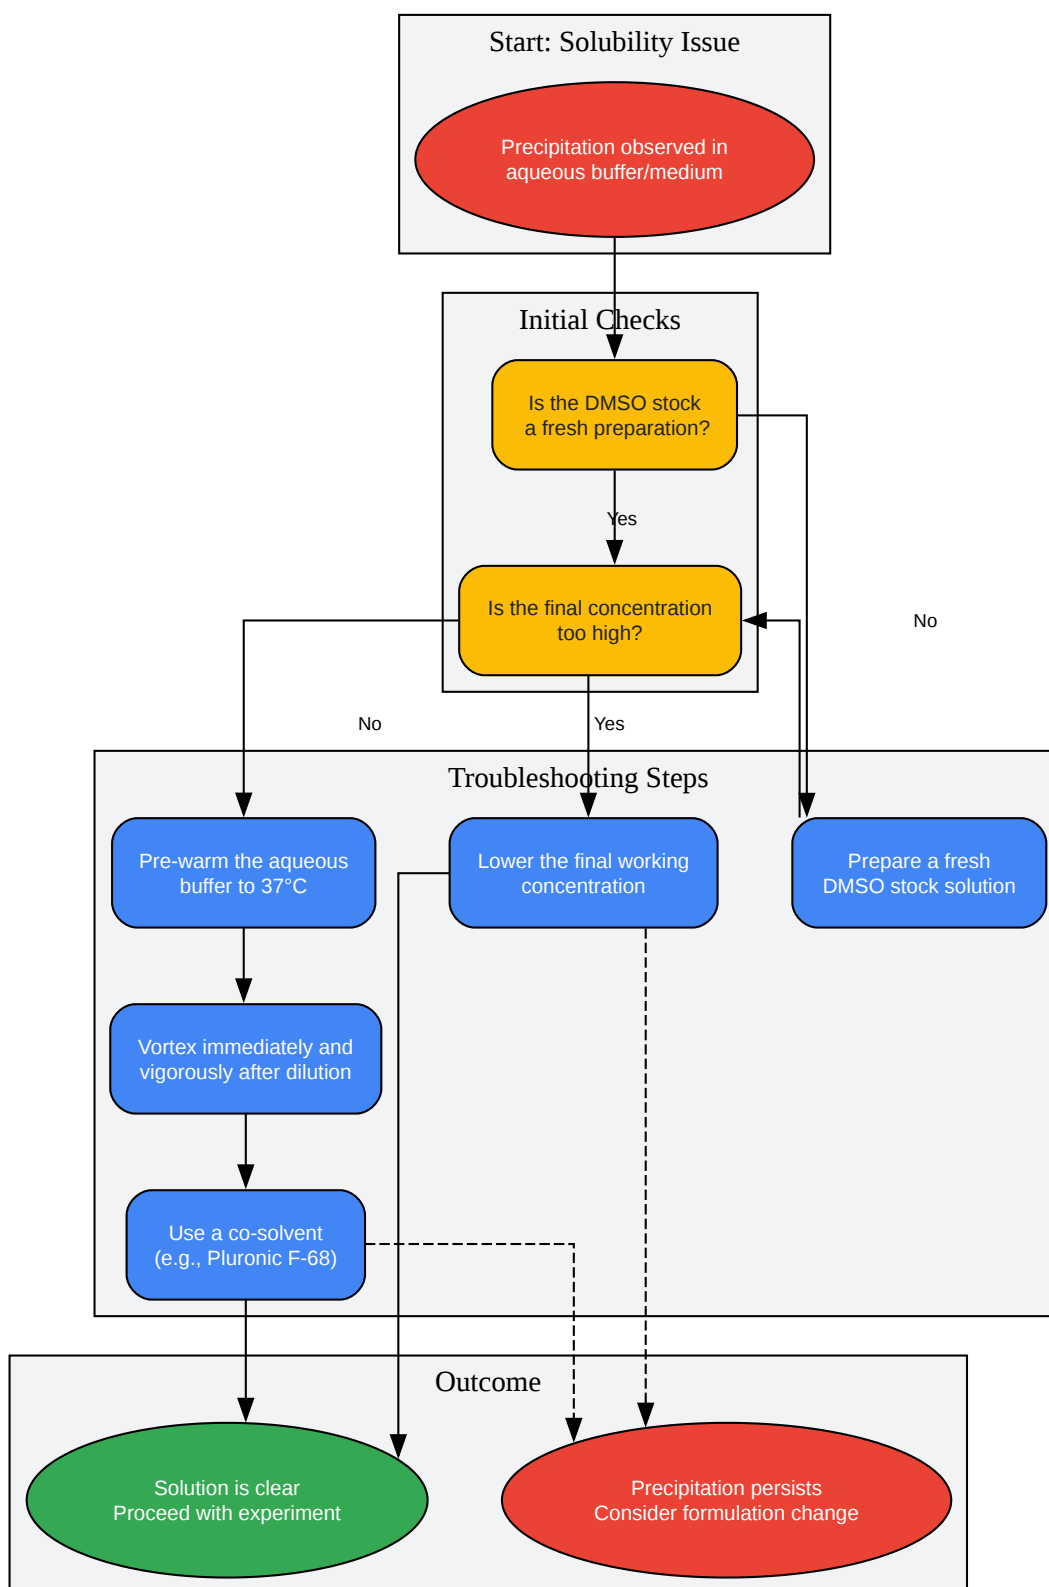 Start: Solubility Issue
Precipitation observed in
aqueous buffer/medium
Initial Checks
Is the DMSO stock
a fresh preparation?
Yes
Is the final concentration
too high?
No
No
Yes
Troubleshooting Steps
Pre-warm the aqueous
buffer to 37°C
Lower the final working
concentration
Prepare a fresh
DMSO stock solution
Vortex immediately and
vigorously after dilution
Use a co-solvent
(e.g., Pluronic F-68)
Outcome
Solution is clear
Proceed with experiment
Precipitation persists
Consider formulation change